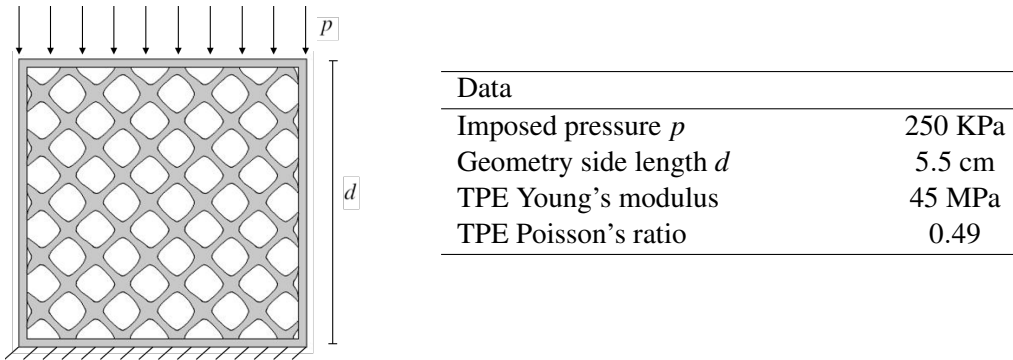 p
d
Data
Imposed pressure p 250 KPa
Geometry side length d 5.5 cm
TPE Young's modulus 45 MPa
TPE Poisson's ratio 0.49